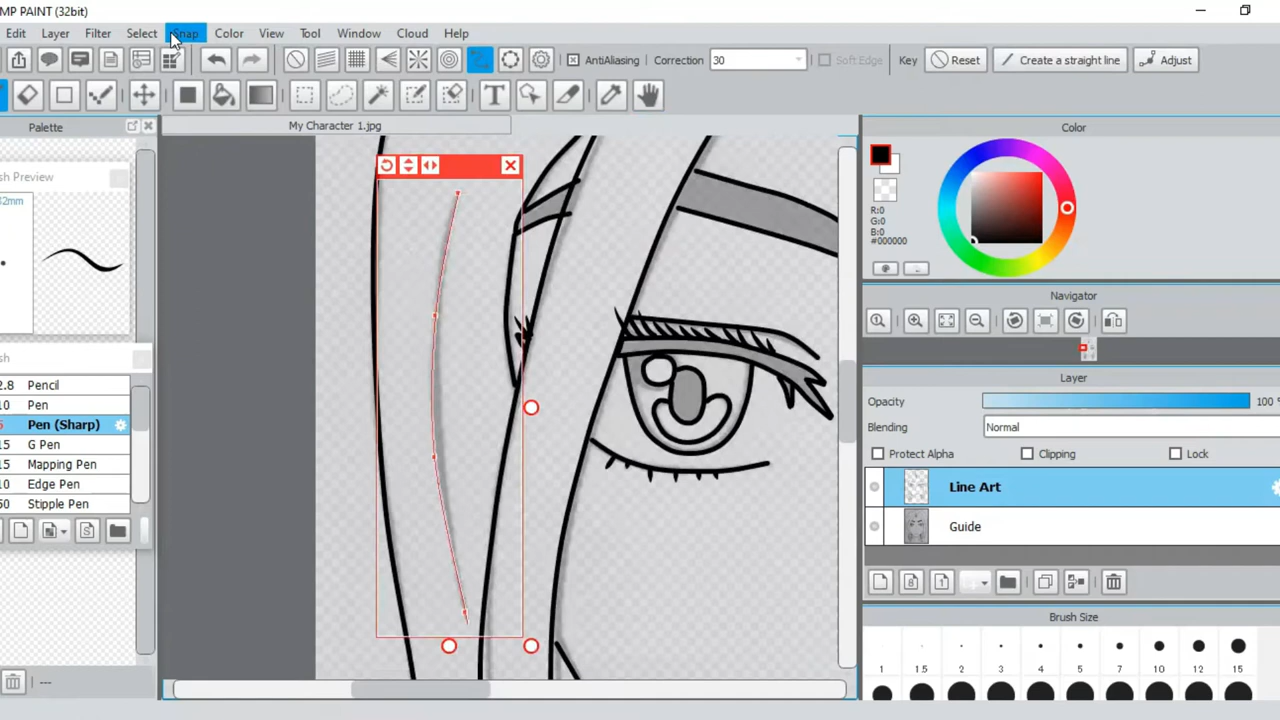 MP PAINT (32bit)
Edit Layer Filter Select Snap Color View Tool Window Cloud Help
AntiAliasing Correction 30 Soft Edge Key Reset Create a straight line Adjust
T
My Character 1.jpg
Palette
Color
R:0
G:0
B:0
#000000
Navigator
Layer
Opacity 100 %
Blending Normal
Protect Alpha Clipping Lock
Line Art
Guide
8 1
Brush Size
1 1.5 2 3 4 5 7 10 12 15
Preview
2mm
2.8 Pencil
10 Pen
Pen (Sharp)
15 G Pen
15 Mapping Pen
10 Edge Pen
50 Stipple Pen
S
---